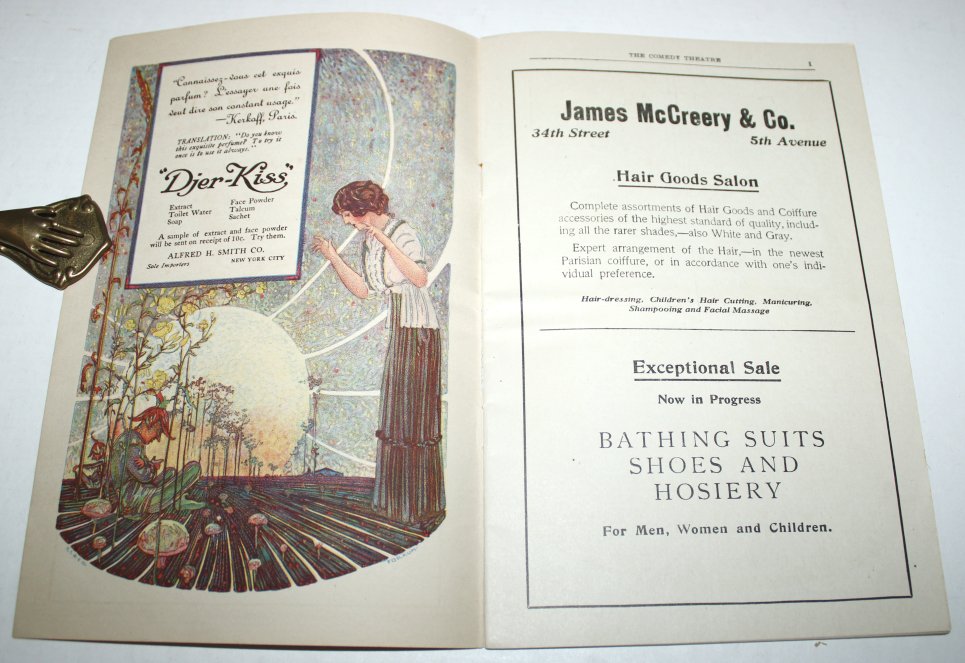 "Connaissez-vous cet exquis
parfum? L'essayer une fois
veut dire son constant usage."
—Kerkoff, Paris.
TRANSLATION: "Do you know
this exquisite perfume? To try it
once is to use it always."
"Djer-Kiss"
Extract
Toilet Water
Soap
Face Powder
Talcum
Sachet
A sample of extract and face powder
will be sent on receipt of 10c. Try them.
ALFRED H. SMITH CO.
Sole Importers
NEW YORK CITY
THE COMEDY THEATRE
1
James McCreery & Co.
34th Street
5th Avenue
Hair Goods Salon
Complete assortments of Hair Goods and Coiffure
accessories of the highest standard of quality, includ-
ing all the rarer shades,—also White and Gray.
Expert arrangement of the Hair,—in the newest
Parisian coiffure, or in accordance with one's indi-
vidual preference.
Hair-dressing, Children's Hair Cutting, Manicuring,
Shampooing and Facial Massage
Exceptional Sale
Now in Progress
BATHING SUITS
SHOES AND
HOSIERY
For Men, Women and Children.